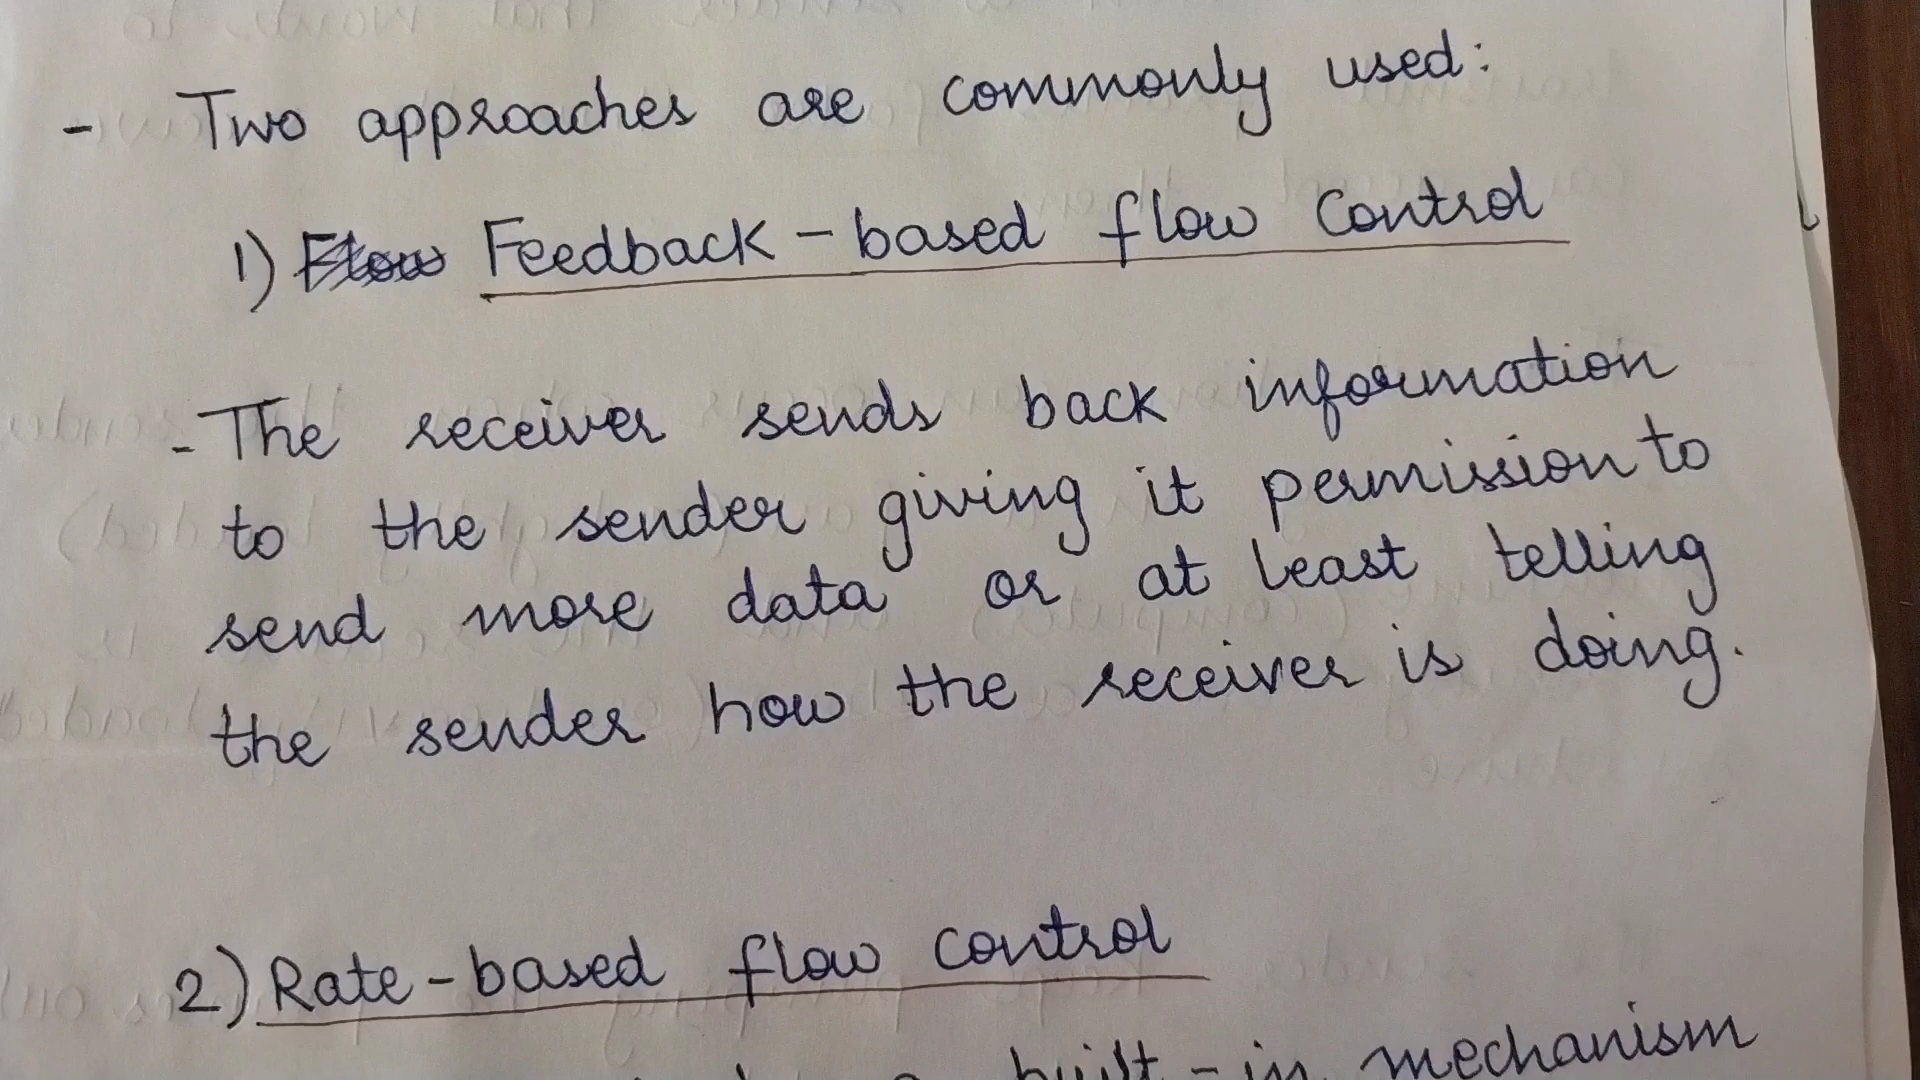 - Two approaches are commonly used:
1) Feedback-based flow control
- The receiver sends back information
to the sender giving it permission to
send more data or at least telling
the sender how the receiver is doing.
2) Rate-based flow control
built-in mechanism